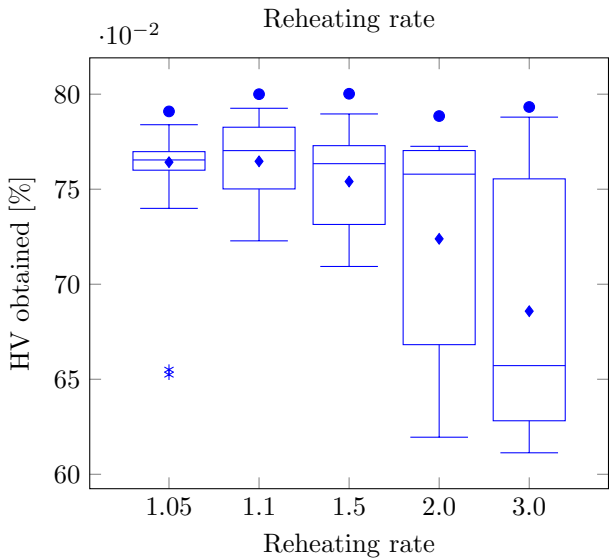 Reheating rate
·10⁻²
80
75
70
65
60
HV obtained [%]
1.05 1.1 1.5 2.0 3.0
Reheating rate